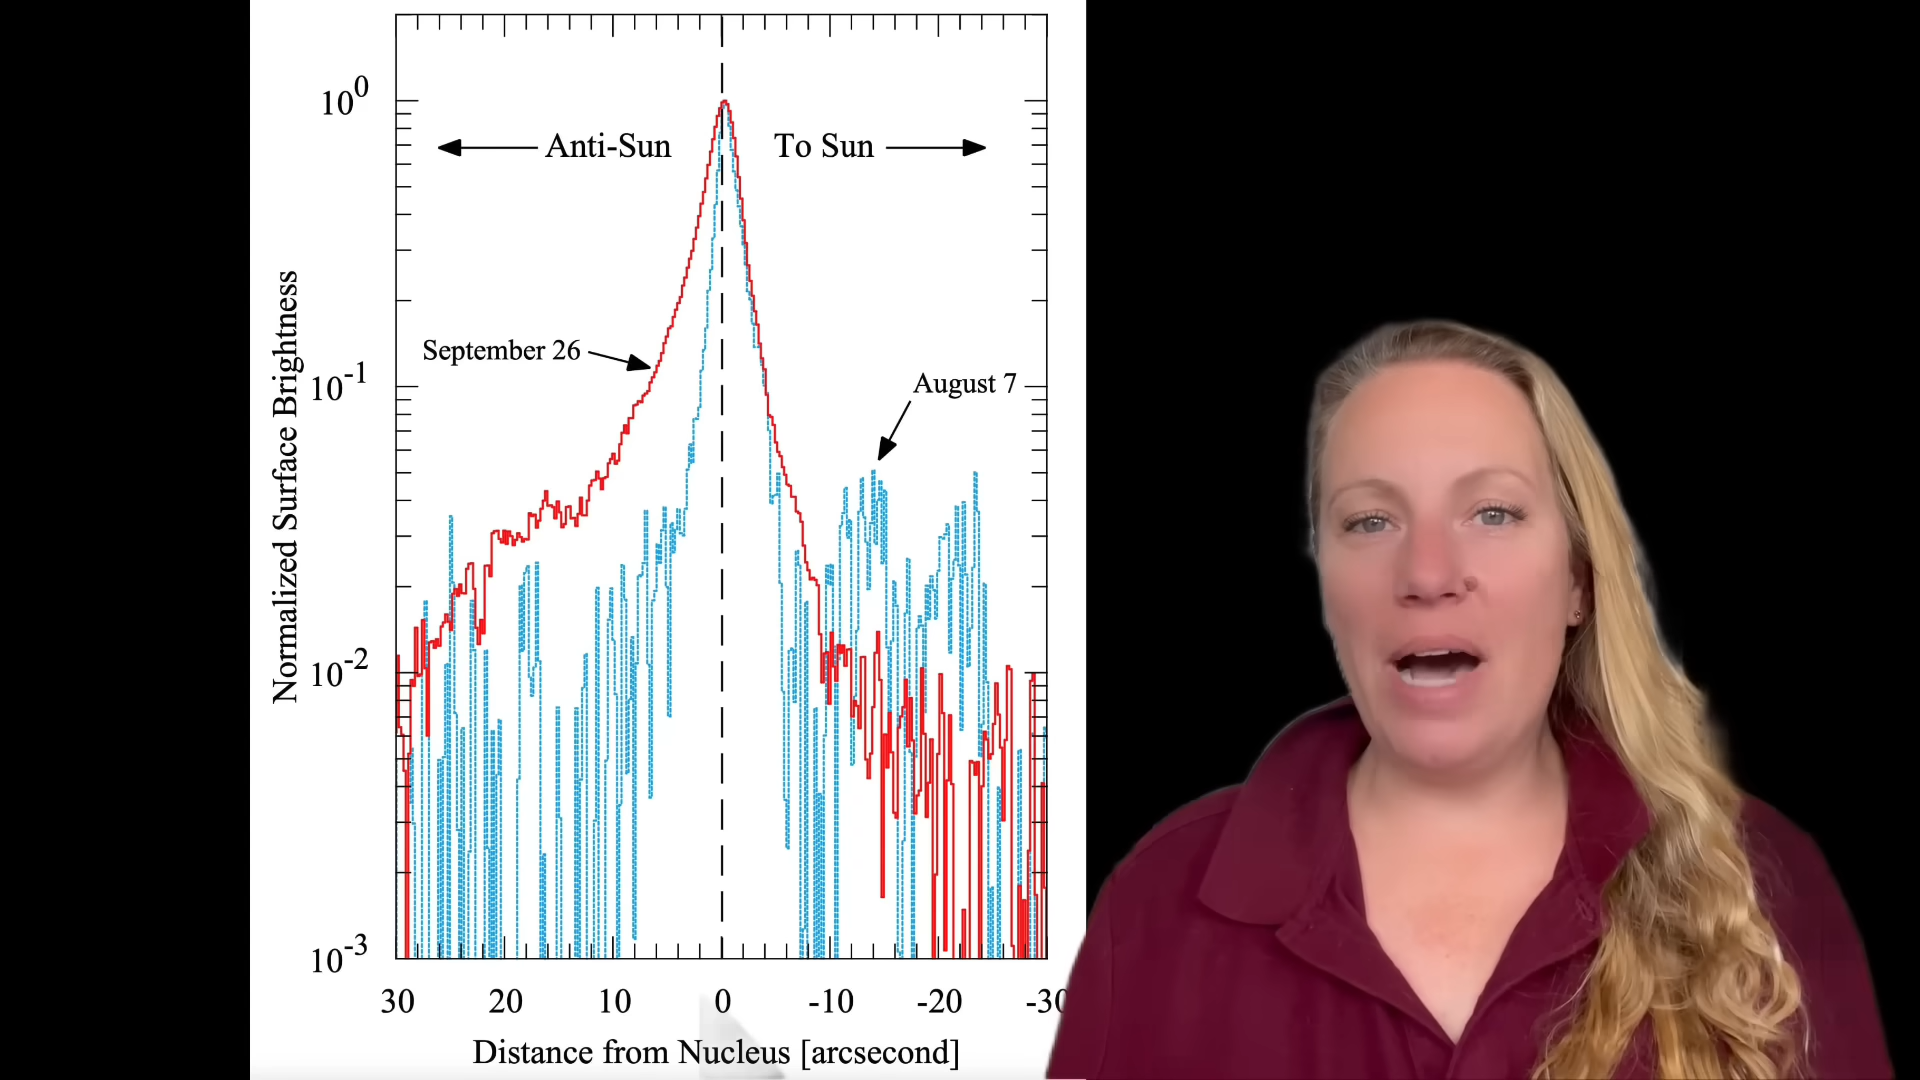 10^0
Anti-Sun
To Sun
September 26
August 7
10^-1
Normalized Surface Brightness
10^-2
10^-3
30 20 10 0 -10 -20 -30
Distance from Nucleus [arcsecond]